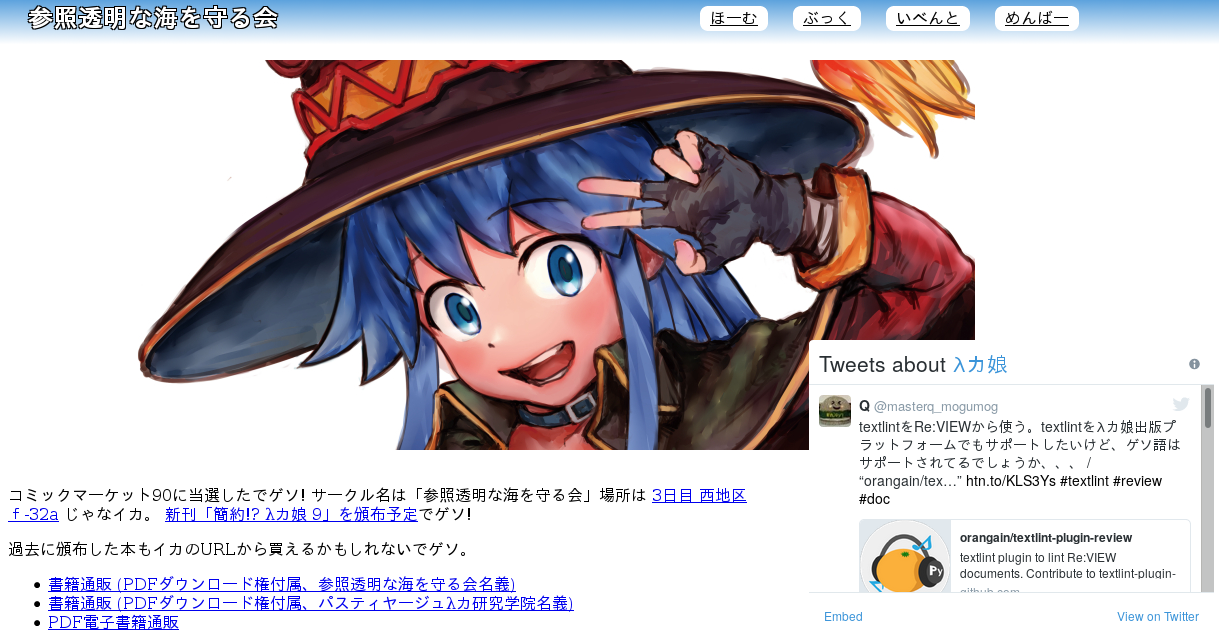 参照透明な海を守る会
ほーむ ぶっく いべんと めんばー
コミックマーケット90に当選したでゲソ! サークル名は「参照透明な海を守る会」場所は 3日目 西地区
ｆ-32a じゃなイカ。 新刊「簡約!? λカ娘 9」を頒布予定でゲソ!
過去に頒布した本もイカのURLから買えるかもしれないでゲソ。
書籍通販 (PDFダウンロード権付属、参照透明な海を守る会名義)
書籍通販 (PDFダウンロード権付属、パスティヤージュλカ研究学院名義)
PDF電子書籍通販
Tweets about λカ娘
Q @masterq_mogumog
textlintをRe:VIEWから使う。textlintをλカ娘出版プ
ラットフォームでもサポートしたいけど、ゲソ語は
サポートされてるでしょうか、、、 /
“orangain/tex…” htn.to/KLS3Ys #textlint #review
#doc
Py
orangain/textlint-plugin-review
textlint plugin to lint Re:VIEW
documents. Contribute to textlint-plugin-
github.com
Embed View on Twitter